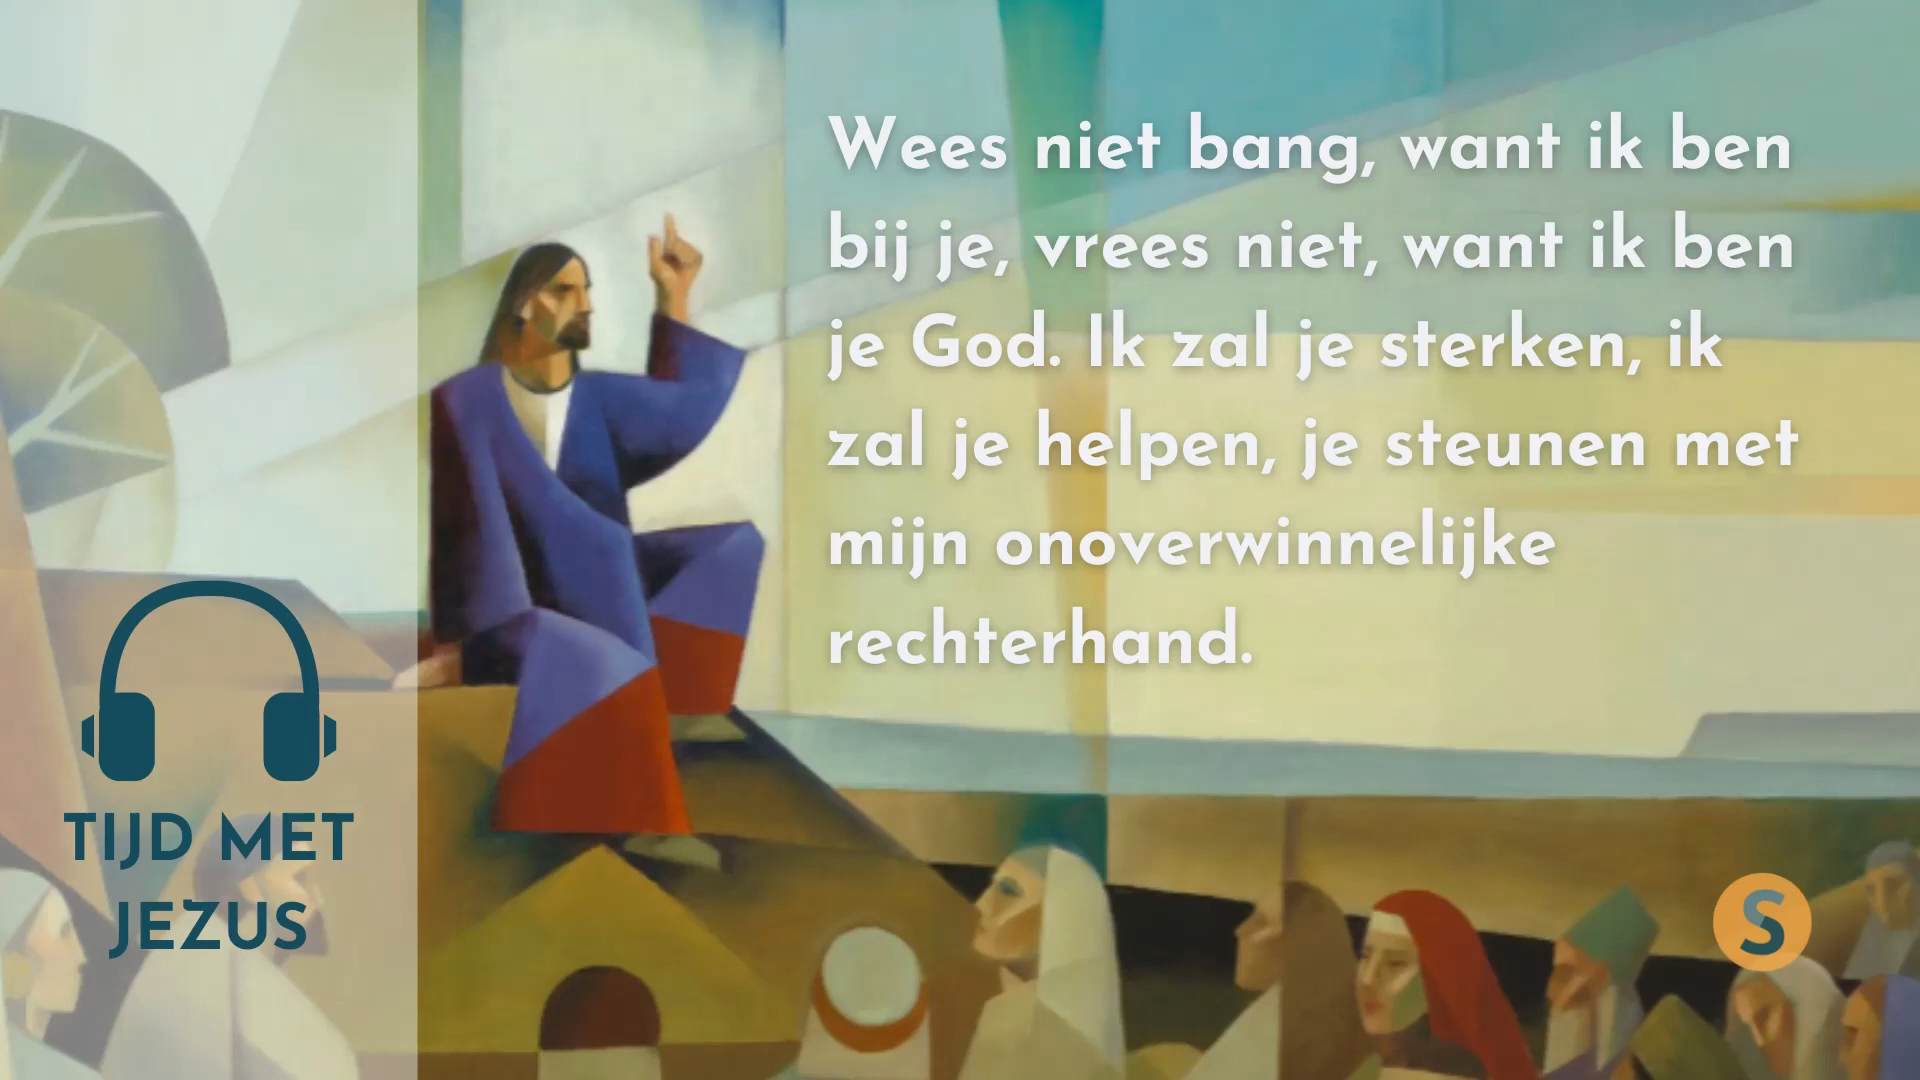 Wees niet bang, want ik ben
bij je, vrees niet, want ik ben
je God. Ik zal je sterken, ik
zal je helpen, je steunen met
mijn onoverwinnelijke
rechterhand.
TIJD MET
JEZUS
S